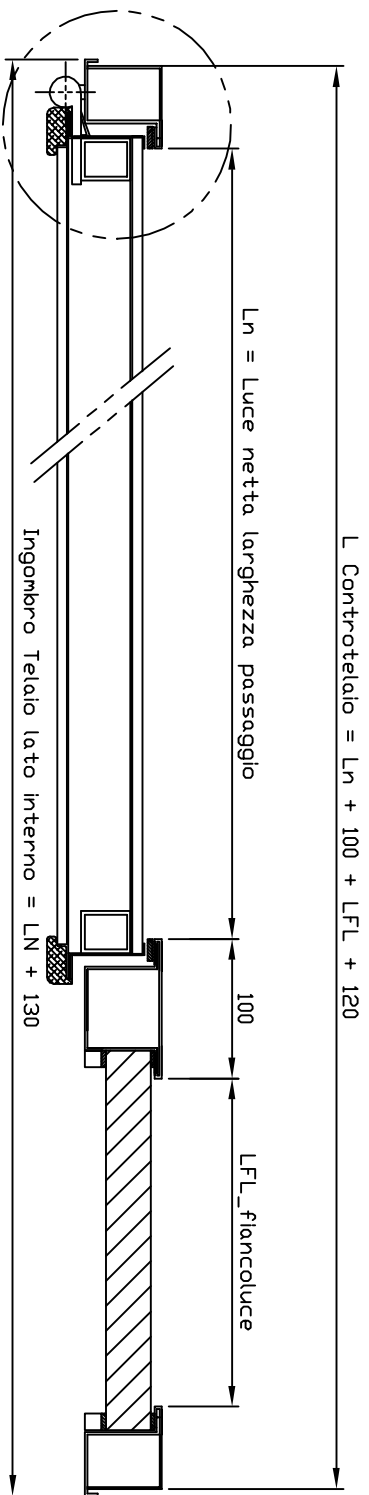 L Controtelaio = Ln + 100 + LFL + 120
Ln = Luce netta larghezza passaggio
100
LFL_fiancoluce
Ingombro Telaio lato interno = LN + 130